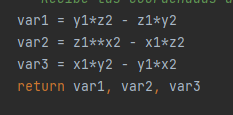 var1 = y1*z2 - z1*y2
var2 = z1**x2 - x1*z2
var3 = x1*y2 - y1*x2
return var1, var2, var3